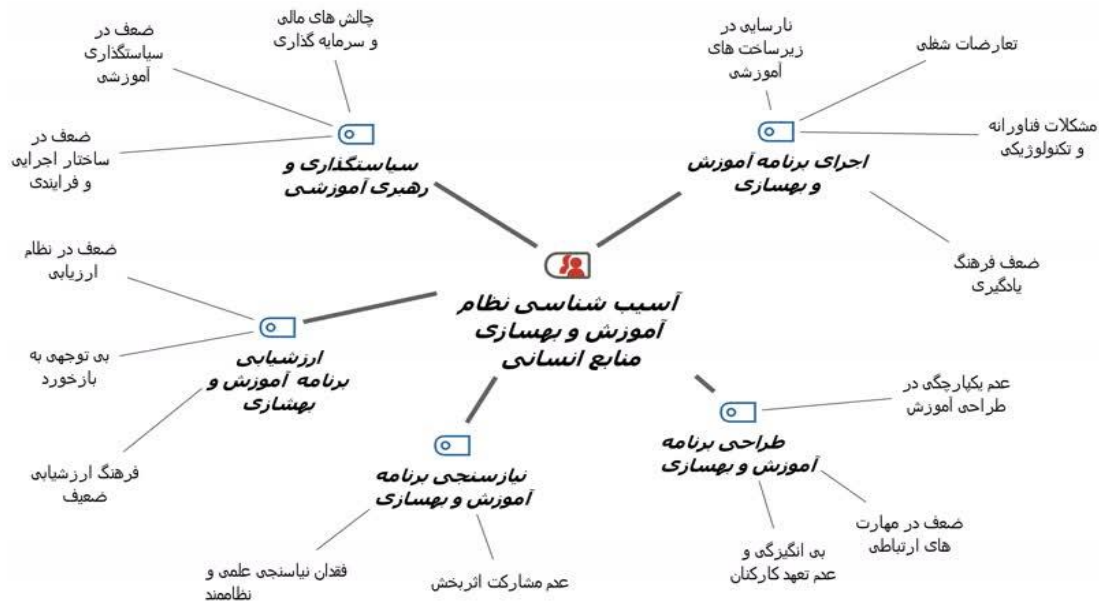 ضعف در
سیاستگذاری
آموزشی
چالش های مالی
و سرمایه گذاری
ضعف در
ساختار اجرایی
و فرایندی
سیاستگذاری و
رهبری آموزشی
نارسایی در
زیرساخت های
آموزشی
تعارضات شغلی
مشکلات فناورانه
و تکنولوژیکی
ضعف فرهنگ
یادگیری
اجرای برنامه آموزش
و بهسازی
آسیب شناسی نظام
آموزش و بهسازی
منابع انسانی
ضعف در نظام
ارزیابی
بی توجهی به
بازخورد
فرهنگ ارزشیابی
ضعیف
ارزشیابی
برنامه آموزش و
بهشازی
نیازسنجی برنامه
آموزش و بهسازی
فقدان نیاسنجی علمی و
نظاممند
عدم مشارکت اثربخش
طراحی برنامه
آموزش و بهسازی
عدم یکپارچگی در
طراحی آموزش
ضعف در مهارت
های ارتباطی
بی انگیزگی و
عدم تعهد کارکنان